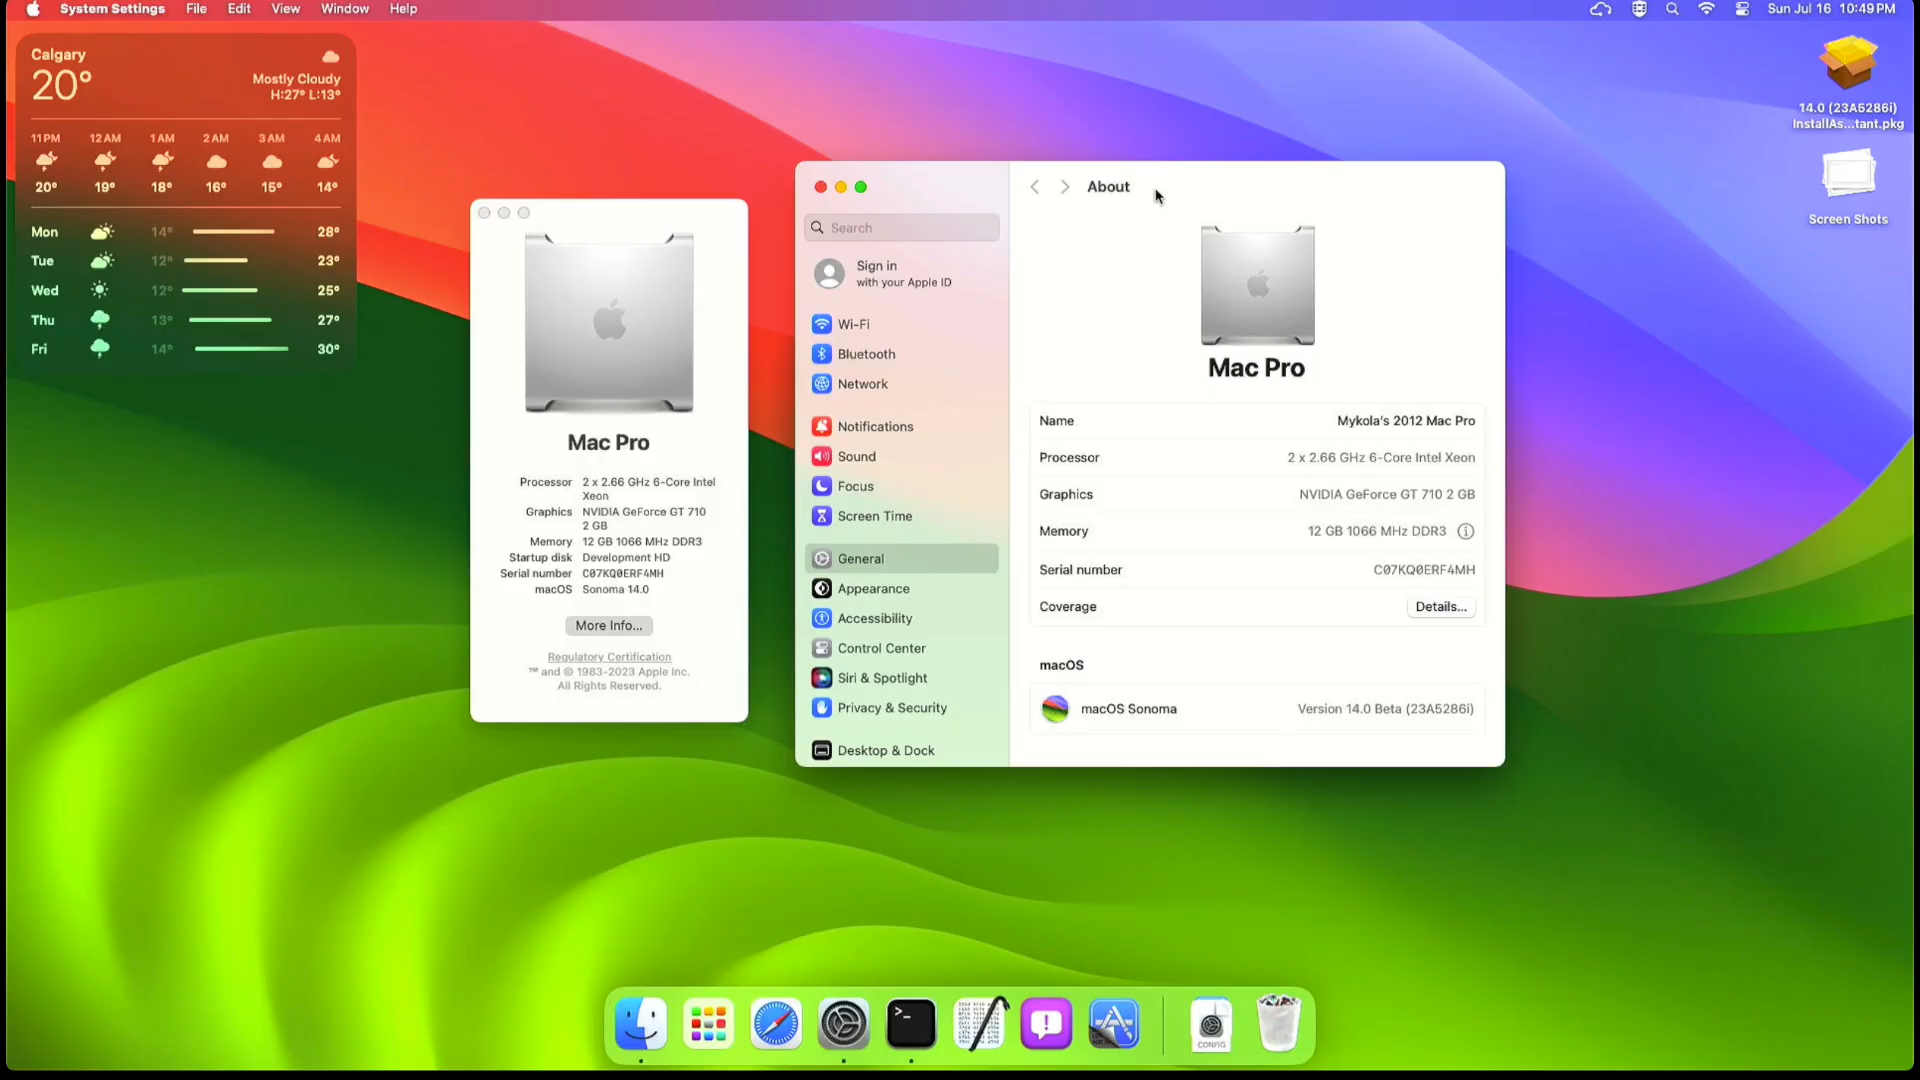 System Settings File Edit View Window Help
Sun Jul 16 10:49 PM
Calgary
20°
Mostly Cloudy
H:27° L:13°
11 PM 12 AM 1 AM 2 AM 3 AM 4 AM
20° 19° 18° 16° 15° 14°
Mon 14° 28°
Tue 12° 23°
Wed 12° 25°
Thu 13° 27°
Fri 14° 30°
14.0 (23A5286i)
InstallAs...tant.pkg
Screen Shots
Mac Pro
Processor 2 x 2.66 GHz 6-Core Intel
Xeon
Graphics NVIDIA GeForce GT 710
2 GB
Memory 12 GB 1066 MHz DDR3
Startup disk Development HD
Serial number C07KQ0ERF4MH
macOS Sonoma 14.0
More Info...
Regulatory Certification
™ and © 1983-2023 Apple Inc.
All Rights Reserved.
Search
Sign in
with your Apple ID
Wi-Fi
Bluetooth
Network
Notifications
Sound
Focus
Screen Time
General
Appearance
Accessibility
Control Center
Siri & Spotlight
Privacy & Security
Desktop & Dock
About
Mac Pro
Name Mykola's 2012 Mac Pro
Processor 2 x 2.66 GHz 6-Core Intel Xeon
Graphics NVIDIA GeForce GT 710 2 GB
Memory 12 GB 1066 MHz DDR3
Serial number C07KQ0ERF4MH
Coverage Details...
macOS
macOS Sonoma Version 14.0 Beta (23A5286i)
>_
CONFIG